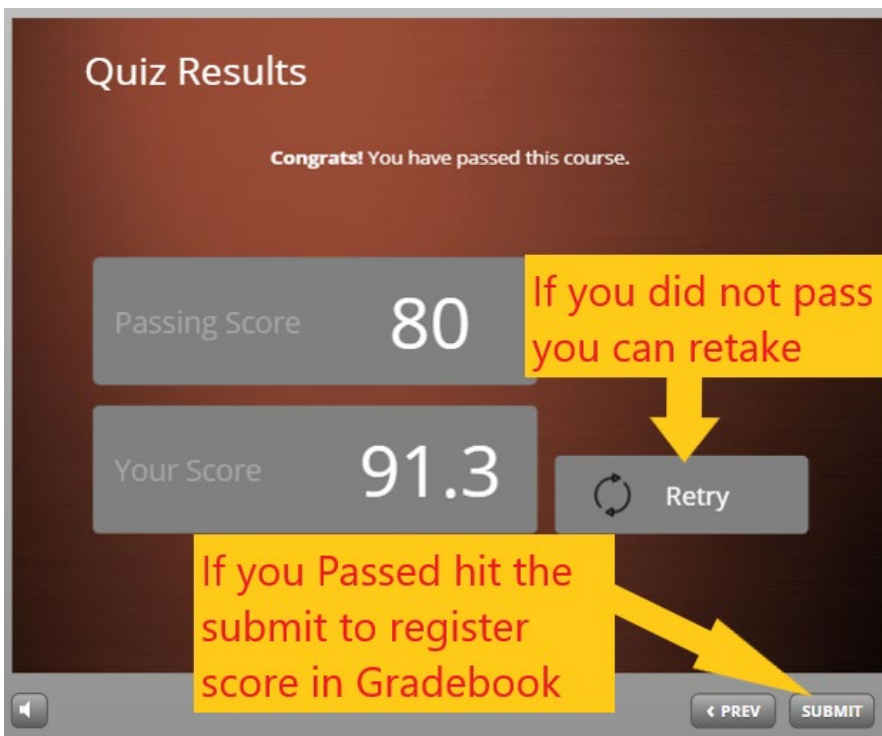 Quiz Results
Congrats! You have passed this course.
Passing Score 80
If you did not pass
you can retake
Your Score 91.3
Retry
If you Passed hit the
submit to register
score in Gradebook
< PREV SUBMIT